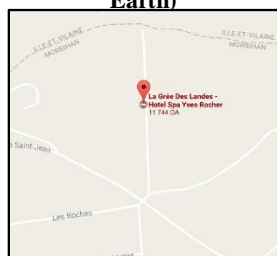 Earth)
ILLE-ET-VILAINE
MORBIHAN
ILLE-ET-VILAINE
MORBIHAN
La Grée Des Landes -
Hotel Spa Yves Rocher
11 744 DA
Saint-Jean
Les Roches